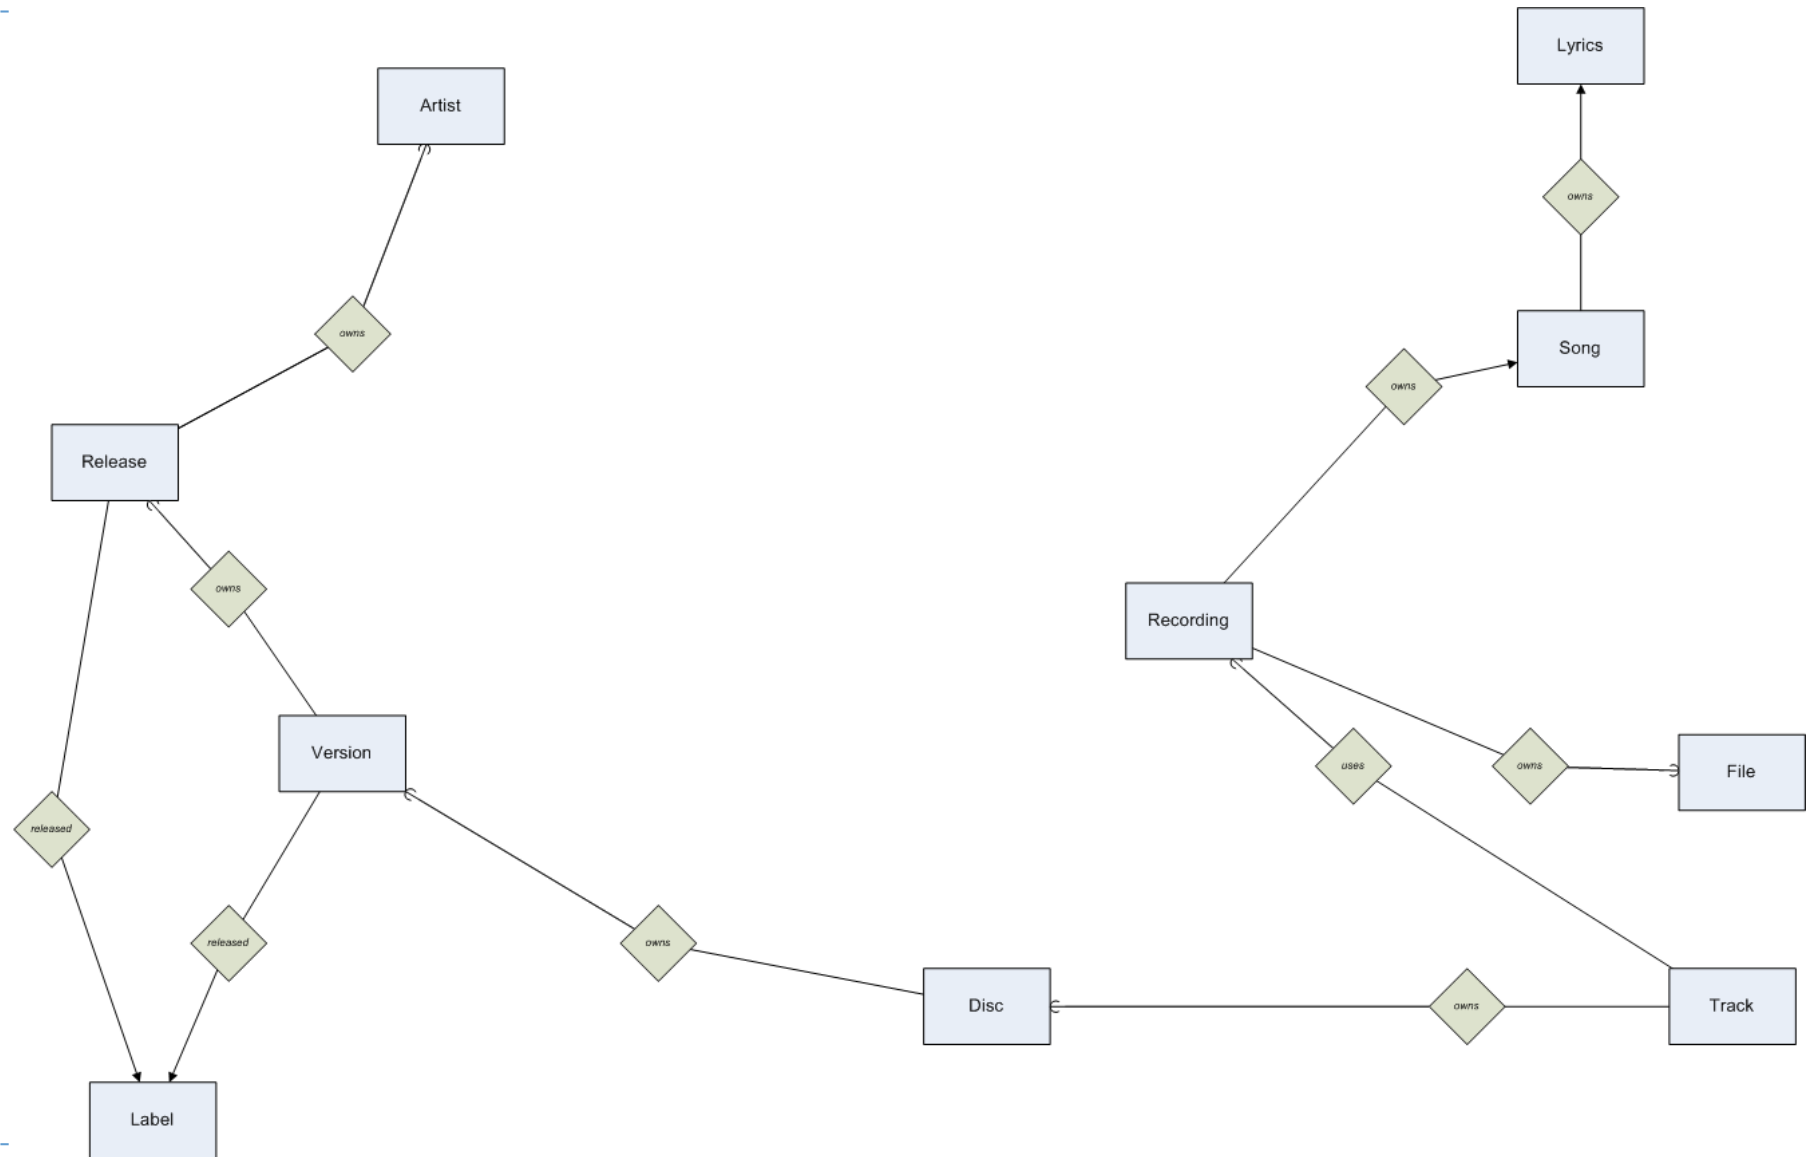 Lyrics
Artist
owns
Song
owns
owns
Release
owns
Recording
Version
uses
owns
File
released
released
owns
Disc
owns
Track
Label